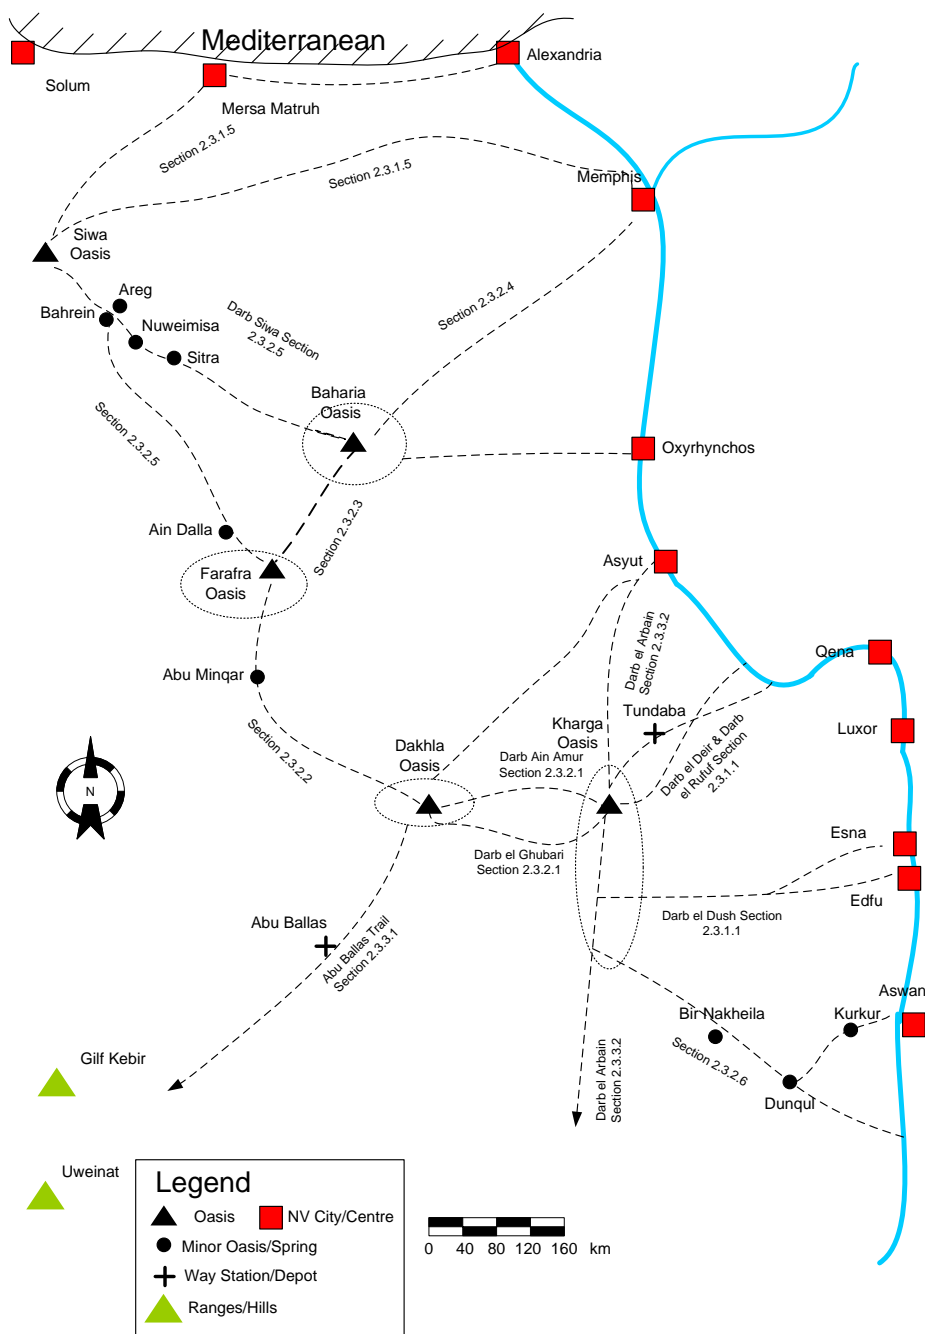 Mediterranean
Alexandria
Solum
Mersa Matruh
Section 2.3.1.5
Section 2.3.1.5
Memphis
Siwa
Oasis
Areg
Bahrein
Nuweimisa
Sitra
Darb Siwa Section
2.3.2.5
Section 2.3.2.4
Baharia
Oasis
Section 2.3.2.5
Oxyrhynchos
Section 2.3.2.3
Ain Dalla
Farafra
Oasis
Asyut
Abu Minqar
Darb el Arbain
Section 2.3.3.2
Qena
Tundaba
Kharga
Oasis
Luxor
Section 2.3.2.2
Dakhla
Oasis
Darb Ain Amur
Section 2.3.2.1
Darb el Deir & Darb
el Rufuf Section
2.3.1.1
N
Esna
Darb el Ghubari
Section 2.3.2.1
Edfu
Darb el Dush Section
2.3.1.1
Abu Ballas
Abu Ballas Trail
Section 2.3.3.1
Aswan
Bir Nakheila
Kurkur
Section 2.3.2.6
Darb el Arbain
Section 2.3.3.2
Dunqul
Gilf Kebir
Uweinat
Legend
Oasis
NV City/Centre
Minor Oasis/Spring
Way Station/Depot
Ranges/Hills
0 40 80 120 160 km